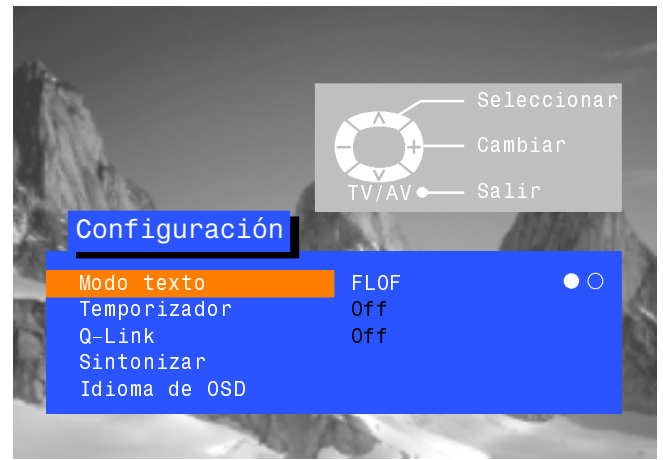 Seleccionar
Cambiar
TV/AV Salir
Configuración
Modo texto FLOF
Temporizador Off
Q-Link Off
Sintonizar
Idioma de OSD